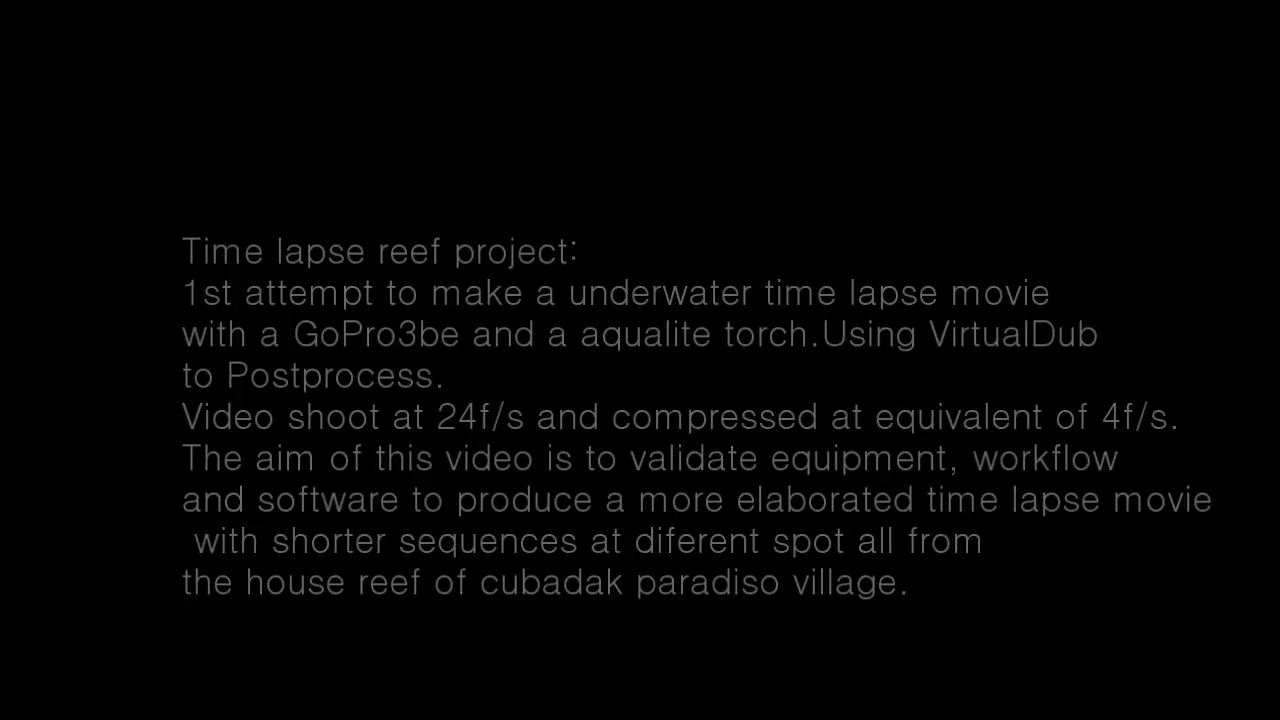 Time lapse reef project:
1st attempt to make a underwater time lapse movie
with a GoPro3be and a aqualite torch.Using VirtualDub
to Postprocess.
Video shoot at 24f/s and compressed at equivalent of 4f/s.
The aim of this video is to validate equipment, workflow
and software to produce a more elaborated time lapse movie
with shorter sequences at diferent spot all from
the house reef of cubadak paradiso village.